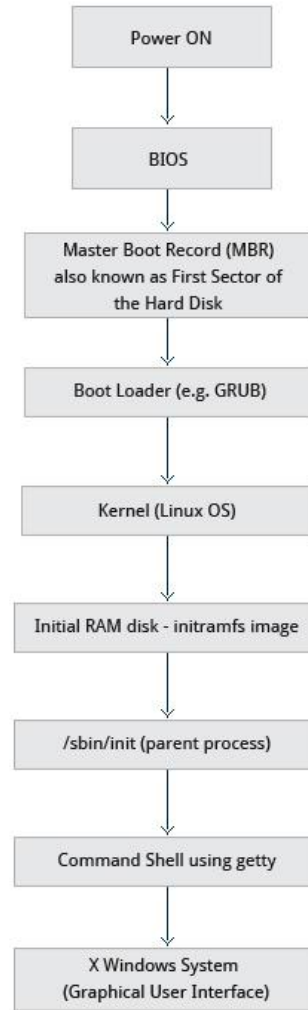 Power ON
BIOS
Master Boot Record (MBR)
also known as First Sector of
the Hard Disk
Boot Loader (e.g. GRUB)
Kernel (Linux OS)
Initial RAM disk - initramfs image
/sbin/init (parent process)
Command Shell using getty
X Windows System
(Graphical User Interface)